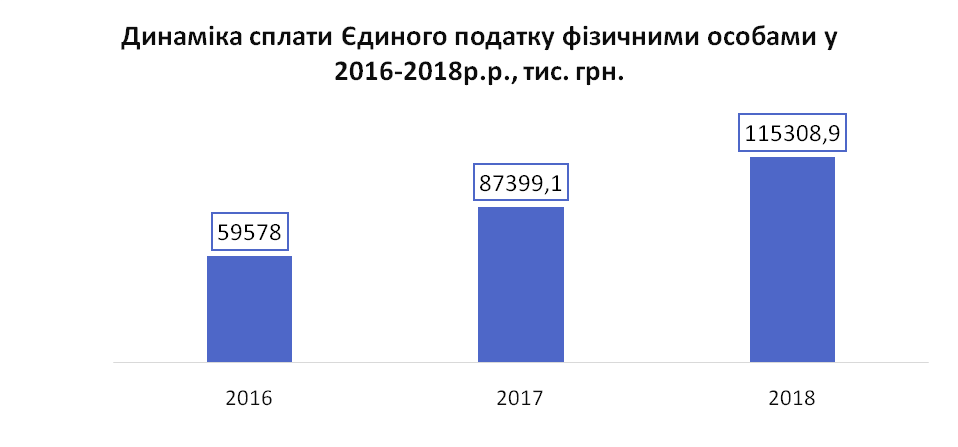 Динаміка сплати Єдиного податку фізичними особами у
2016-2018р.р., тис. грн.
115308,9
87399,1
59578
2016 2017 2018